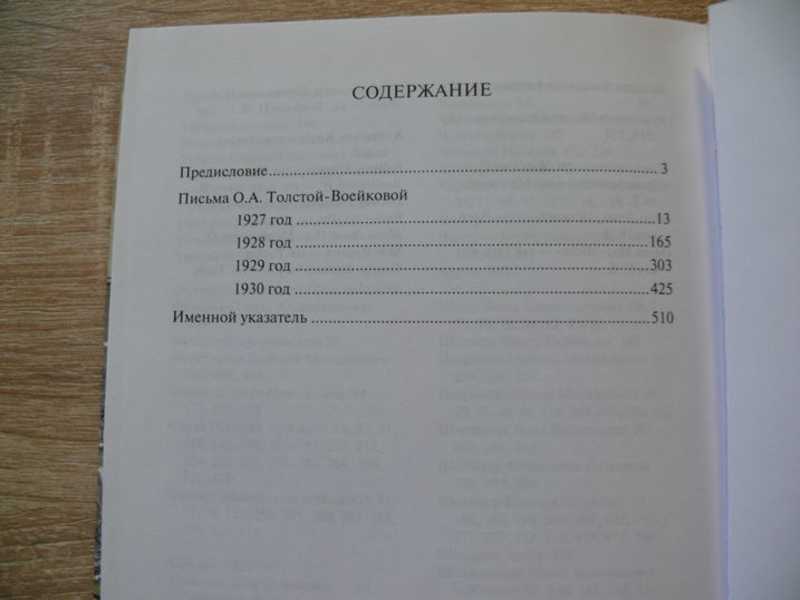 СОДЕРЖАНИЕ
Предисловие.......................................................................................3
Письма О.А. Толстой-Воейковой
1927 год ..................................................................................13
1928 год ................................................................................165
1929 год ................................................................................303
1930 год ................................................................................425
Именной указатель ............................................................................510